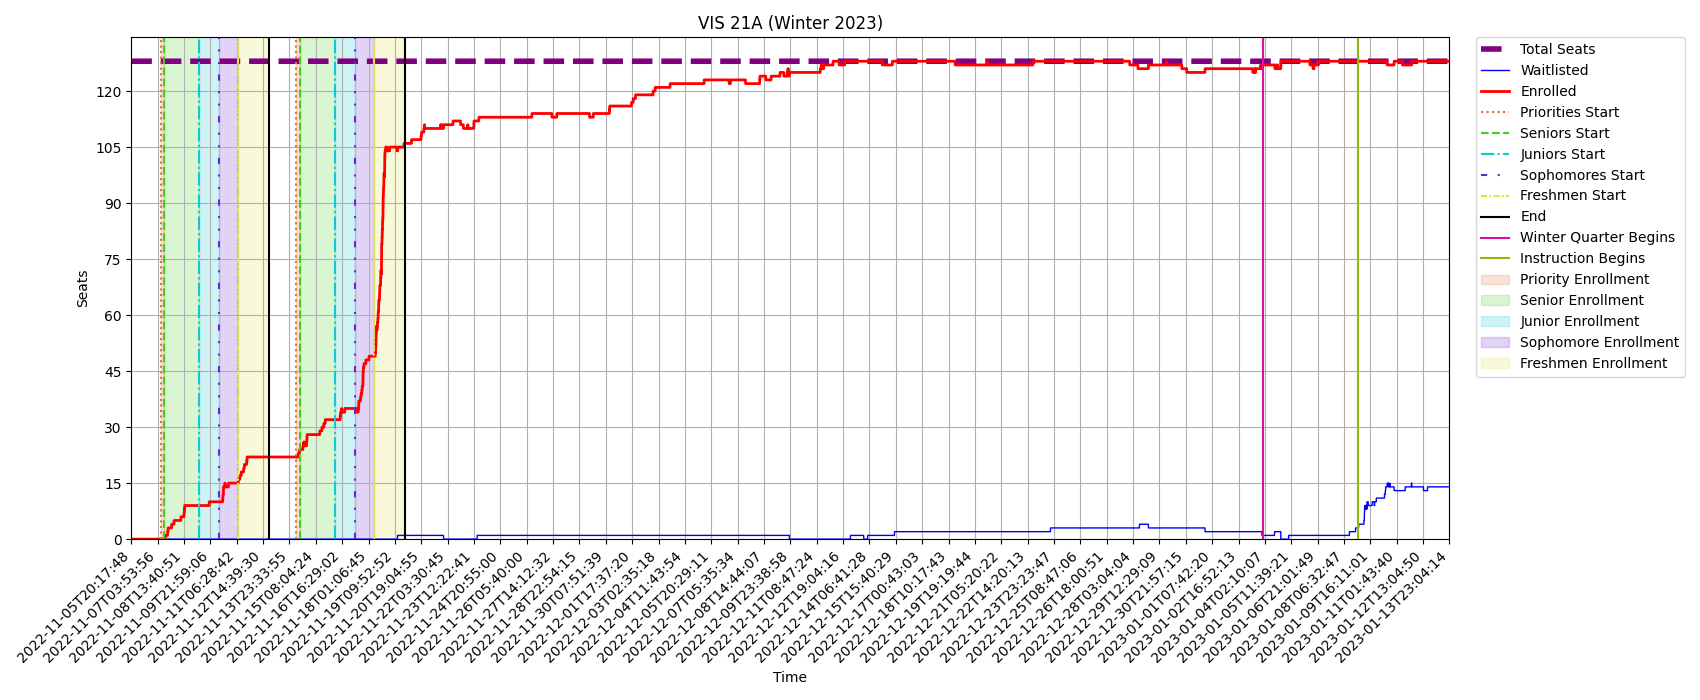 VIS 21A (Winter 2023)
Seats
120
105
90
75
60
45
30
15
0
2022-11-05T20:17:48
2022-11-07T03:53:56
2022-11-08T13:40:51
2022-11-09T21:59:06
2022-11-11T06:28:42
2022-11-12T14:39:30
2022-11-13T23:33:55
2022-11-15T08:04:24
2022-11-16T16:29:02
2022-11-18T01:06:45
2022-11-19T09:52:52
2022-11-20T19:04:55
2022-11-22T03:30:45
2022-11-23T12:22:41
2022-11-24T20:55:00
2022-11-26T05:40:00
2022-11-27T14:12:32
2022-11-28T22:54:15
2022-11-30T07:51:39
2022-12-01T17:37:20
2022-12-03T02:35:18
2022-12-04T11:43:54
2022-12-05T20:29:11
2022-12-07T05:35:34
2022-12-08T14:44:07
2022-12-09T23:38:58
2022-12-11T08:47:24
2022-12-12T19:04:16
2022-12-14T06:41:28
2022-12-15T15:40:29
2022-12-17T00:43:03
2022-12-18T10:17:43
2022-12-19T19:19:44
2022-12-21T05:20:22
2022-12-22T14:20:13
2022-12-23T23:23:47
2022-12-25T08:47:06
2022-12-26T18:00:51
2022-12-28T03:04:04
2022-12-29T12:29:09
2022-12-30T21:57:15
2023-01-01T07:42:20
2023-01-02T16:52:13
2023-01-04T02:10:07
2023-01-05T11:39:21
2023-01-06T21:01:49
2023-01-08T06:32:47
2023-01-09T16:11:01
2023-01-11T01:43:40
2023-01-12T13:04:50
2023-01-13T23:04:14
Time
Total Seats
Waitlisted
Enrolled
Priorities Start
Seniors Start
Juniors Start
Sophomores Start
Freshmen Start
End
Winter Quarter Begins
Instruction Begins
Priority Enrollment
Senior Enrollment
Junior Enrollment
Sophomore Enrollment
Freshmen Enrollment